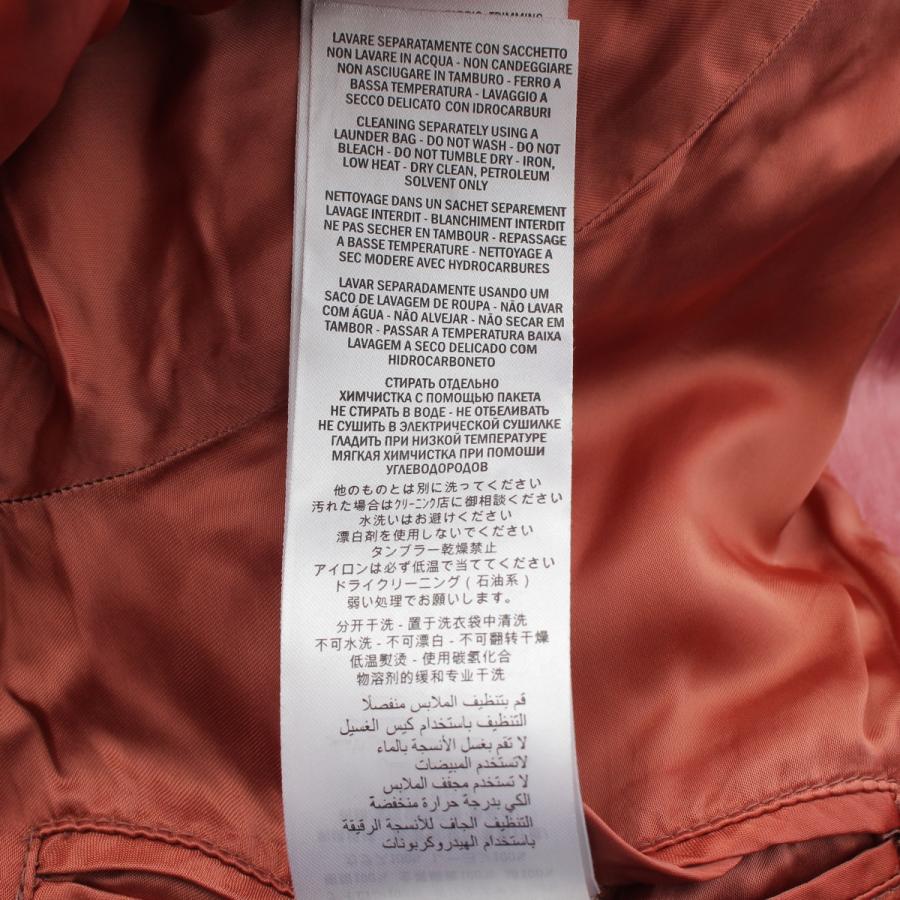 TRIMMING
LAVARE SEPARATAMENTE CON SACCHETTO
NON LAVARE IN ACQUA - NON CANDEGGIARE
NON ASCIUGARE IN TAMBURO - FERRO A
BASSA TEMPERATURA - LAVAGGIO A
SECCO DELICATO CON IDROCARBURI
CLEANING SEPARATELY USING A
LAUNDER BAG - DO NOT WASH - DO NOT
BLEACH - DO NOT TUMBLE DRY - IRON,
LOW HEAT - DRY CLEAN, PETROLEUM
SOLVENT ONLY
NETTOYAGE DANS UN SACHET SEPAREMENT
LAVAGE INTERDIT - BLANCHIMENT INTERDIT
NE PAS SECHER EN TAMBOUR - REPASSAGE
A BASSE TEMPERATURE - NETTOYAGE A
SEC MODERE AVEC HYDROCARBURES
LAVAR SEPARADAMENTE USANDO UM
SACO DE LAVAGEM DE ROUPA - NÃO LAVAR
COM ÁGUA - NÃO ALVEJAR - NÃO SECAR EM
TAMBOR - PASSAR A TEMPERATURA BAIXA
LAVAGEM A SECO DELICADO COM
HIDROCARBONETO
СТИРАТЬ ОТДЕЛЬНО
ХИМЧИСТКА С ПОМОЩЬЮ ПАКЕТА
НЕ СТИРАТЬ В ВОДЕ - НЕ ОТБЕЛИВАТЬ
НЕ СУШИТЬ В ЭЛЕКТРИЧЕСКОЙ СУШИЛКЕ
ГЛАДИТЬ ПРИ НИЗКОЙ ТЕМПЕРАТУРЕ
МЯГКАЯ ХИМЧИСТКА ПРИ ПОМОШИ
УГЛЕВОДОРОДОВ
他のものとは別に洗ってください
汚れた場合はｸﾘｰﾆﾝｸﾞ店に御相談ください
水洗いはお避けください
漂白剤を使用しないでください
タンブラー乾燥禁止
アイロンは必ず低温で当ててください
ドライクリーニング ( 石油系 )
弱い処理でお願いします。
分开干洗 - 置于洗衣袋中清洗
不可水洗 - 不可漂白 - 不可翻转干燥
低温熨烫 - 使用碳氢化合
物溶剂的缓和专业干洗
قم بتنظيف الملابس منفصلًا
التنظيف باستخدام كيس الغسيل
لا تقم بغسل الأنسجة بالماء
لاتستخدم المبيضات
لا تستخدم مجفف الملابس
الكي بدرجة حرارة منخفضة
التنظيف الجاف للأنسجة الرقيقة
باستخدام الهيدروكربونات